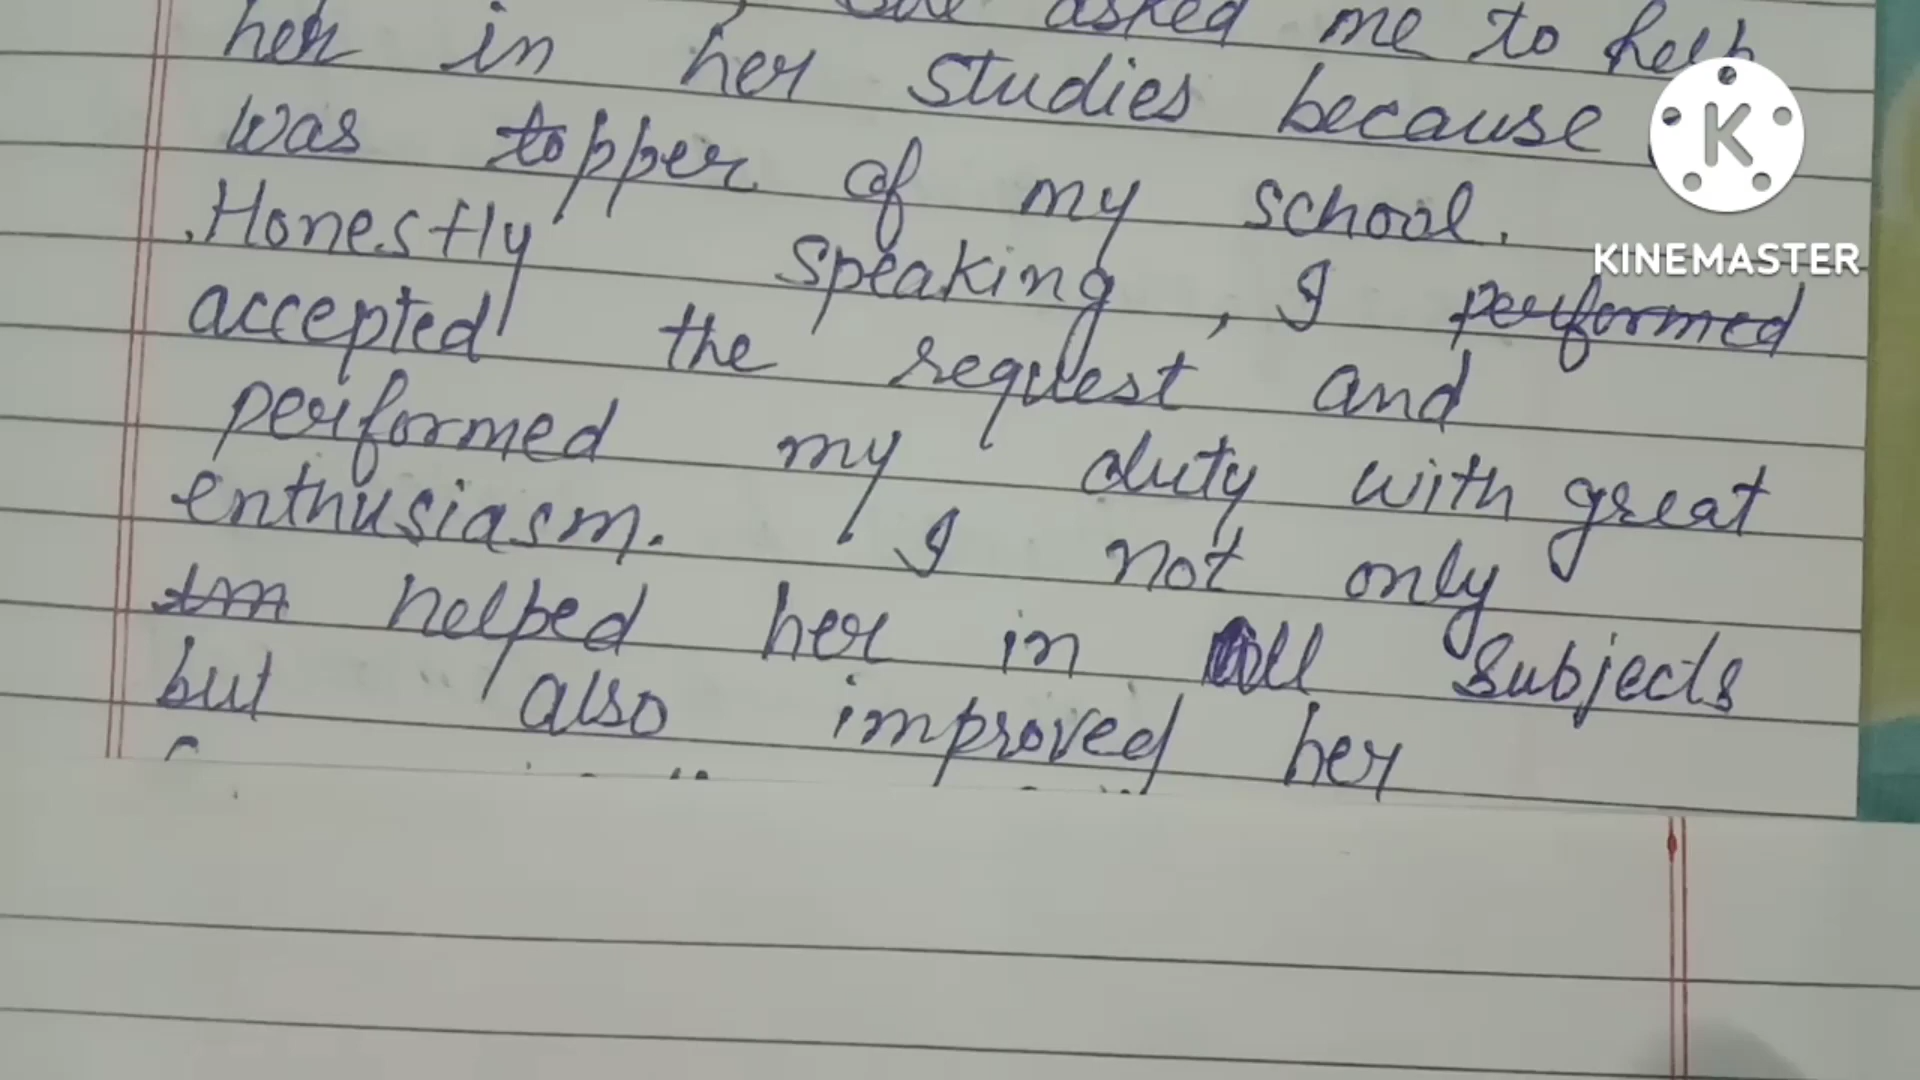 asked me to help
her in her studies because
was topper of my school.
Honestly speaking, I performed
accepted the request and
performed my duty with great
enthusiasm. I not only
im helped her in all subjects
but also improved her
K
KINEMASTER